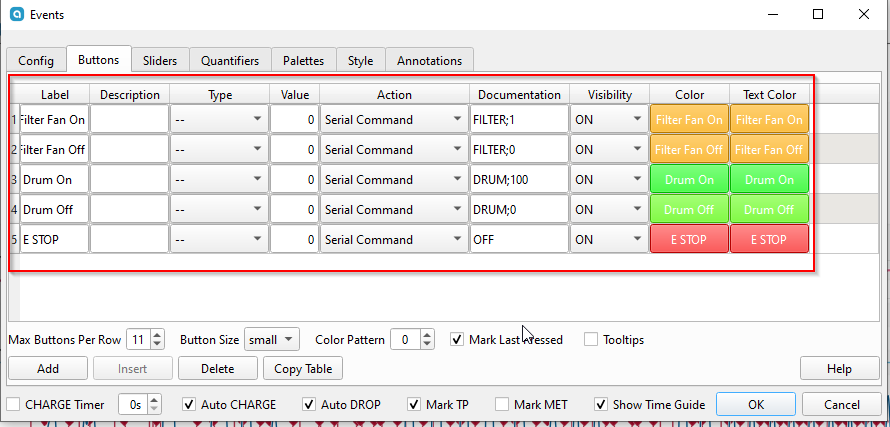 Events
Config Buttons Sliders Quantifiers Palettes Style Annotations
Label Description Type Value Action Documentation Visibility Color Text Color
1 Filter Fan On -- 0 Serial Command FILTER;1 ON Filter Fan On Filter Fan On
2 Filter Fan Off -- 0 Serial Command FILTER;0 ON Filter Fan Off Filter Fan Off
3 Drum On -- 0 Serial Command DRUM;100 ON Drum On Drum On
4 Drum Off -- 0 Serial Command DRUM;0 ON Drum Off Drum Off
5 E STOP -- 0 Serial Command OFF ON E STOP E STOP
Max Buttons Per Row 11 Button Size small Color Pattern 0 Mark Last Pressed Tooltips
Add Insert Delete Copy Table Help
CHARGE Timer 0s Auto CHARGE Auto DROP Mark TP Mark MET Show Time Guide OK Cancel